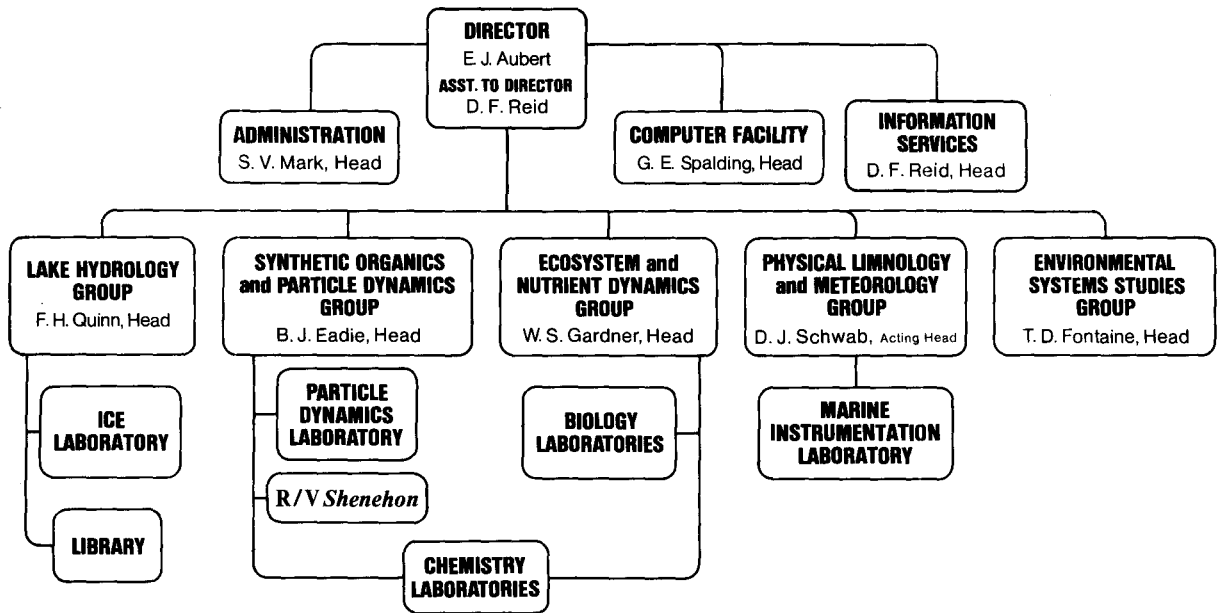 DIRECTOR
E. J. Aubert
ASST. TO DIRECTOR
D. F. Reid
ADMINISTRATION
S. V. Mark, Head
COMPUTER FACILITY
G. E. Spalding, Head
INFORMATION
SERVICES
D. F. Reid, Head
LAKE HYDROLOGY
GROUP
F. H. Quinn, Head
SYNTHETIC ORGANICS
and PARTICLE DYNAMICS
GROUP
B. J. Eadie, Head
ECOSYSTEM and
NUTRIENT DYNAMICS
GROUP
W. S. Gardner, Head
PHYSICAL LIMNOLOGY
and METEOROLOGY
GROUP
D. J. Schwab, Acting Head
ENVIRONMENTAL
SYSTEMS STUDIES
GROUP
T. D. Fontaine, Head
ICE
LABORATORY
LIBRARY
PARTICLE
DYNAMICS
LABORATORY
R/V Shenehon
BIOLOGY
LABORATORIES
CHEMISTRY
LABORATORIES
MARINE
INSTRUMENTATION
LABORATORY